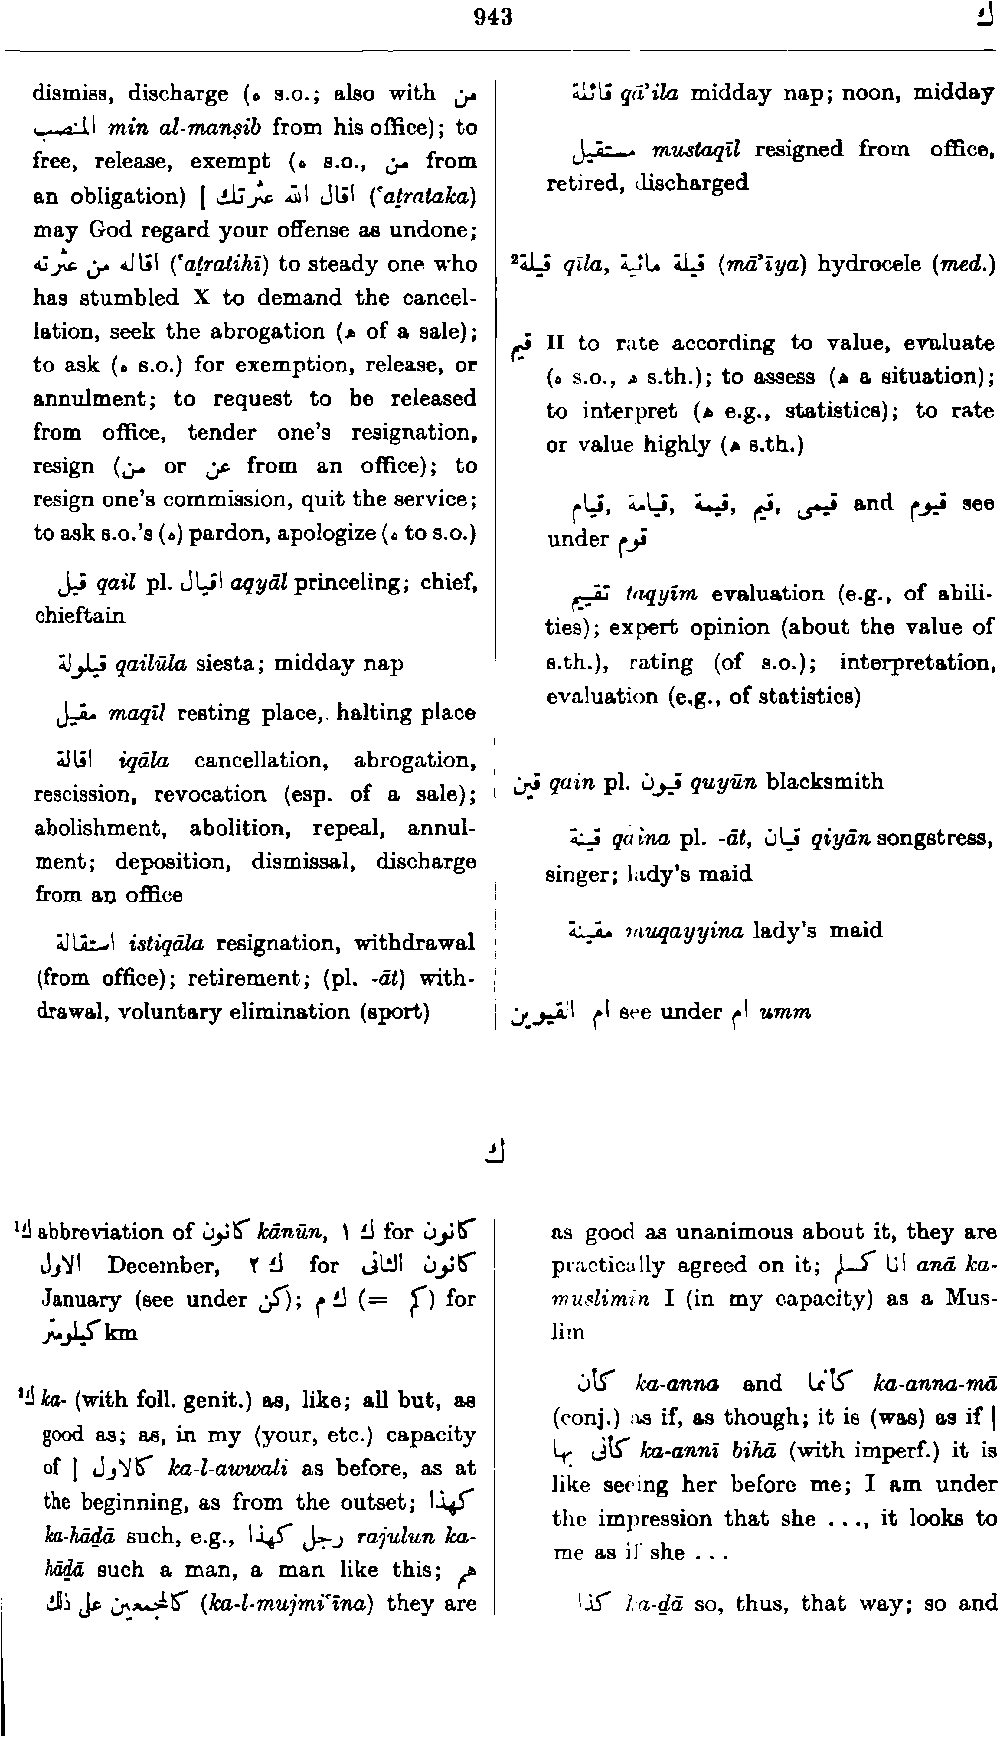 943
ك
dismiss, discharge (ه s.o.; also with من
المنصب min al-manṣib from his office); to
free, release, exempt (ه s.o., من from
an obligation) | اقال الله عثرتك (ʿaṯrataka)
may God regard your offense as undone;
اقاله من عثرته (ʿaṯratihī) to steady one who
has stumbled X to demand the cancel-
lation, seek the abrogation (ه of a sale);
to ask (ه s.o.) for exemption, release, or
annulment; to request to be released
from office, tender one's resignation,
resign (من or عن from an office); to
resign one's commission, quit the service;
to ask s.o.'s (ه) pardon, apologize (ه to s.o.)
قيل qail pl. اقيال aqyāl princeling; chief,
chieftain
قيلولة qailūla siesta; midday nap
مقيل maqīl resting place, halting place
اقالة iqāla cancellation, abrogation,
rescission, revocation (esp. of a sale);
abolishment, abolition, repeal, annul-
ment; deposition, dismissal, discharge
from an office
استقالة istiqāla resignation, withdrawal
(from office); retirement; (pl. -āt) with-
drawal, voluntary elimination (sport)
قائلة qā'ila midday nap; noon, midday
مستقيل mustaqīl resigned from office,
retired, discharged
²قيلة qīla, قيلة مائية (mā'īya) hydrocele (med.)
قيم II to rate according to value, evaluate
(ه s.o., ه s.th.); to assess (ه a situation);
to interpret (ه e.g., statistics); to rate
or value highly (ه s.th.)
قيام, قيامة, قيمة, قيم, قيمى and قيوم see
under قوم
تقييم taqyīm evaluation (e.g., of abili-
ties); expert opinion (about the value of
s.th.), rating (of s.o.); interpretation,
evaluation (e.g., of statistics)
قين qain pl. قيون quyūn blacksmith
قينة qaina pl. -āt, قيان qiyān songstress,
singer; lady's maid
مقينة muqayyina lady's maid
ام القيوين see under ام umm
ك
¹ك abbreviation of كانون kānūn, ك ١ for كانون
الاول December, ك ٢ for كانون الثانى
January (see under كن); ك م (= كم) for
كيلومتر km
²ك ka- (with foll. genit.) as, like; all but, as
good as; as, in my (your, etc.) capacity
of | كالاول ka-l-awwali as before, as at
the beginning, as from the outset; كهذا
ka-hāḏā such, e.g., رجل كهذا rajulun ka-
hāḏā such a man, a man like this; هم
كالمجمعين على ذلك (ka-l-mujmiʿīna) they are
as good as unanimous about it, they are
practically agreed on it; انا كمسلم anā ka-
muslimin I (in my capacity) as a Mus-
lim
كأن ka-anna and كأنما ka-anna-mā
(conj.) as if, as though; it is (was) as if |
كأنى بها ka-annī bihā (with imperf.) it is
like seeing her before me; I am under
the impression that she ..., it looks to
me as if she ...
كذا ka-ḏā so, thus, that way; so and